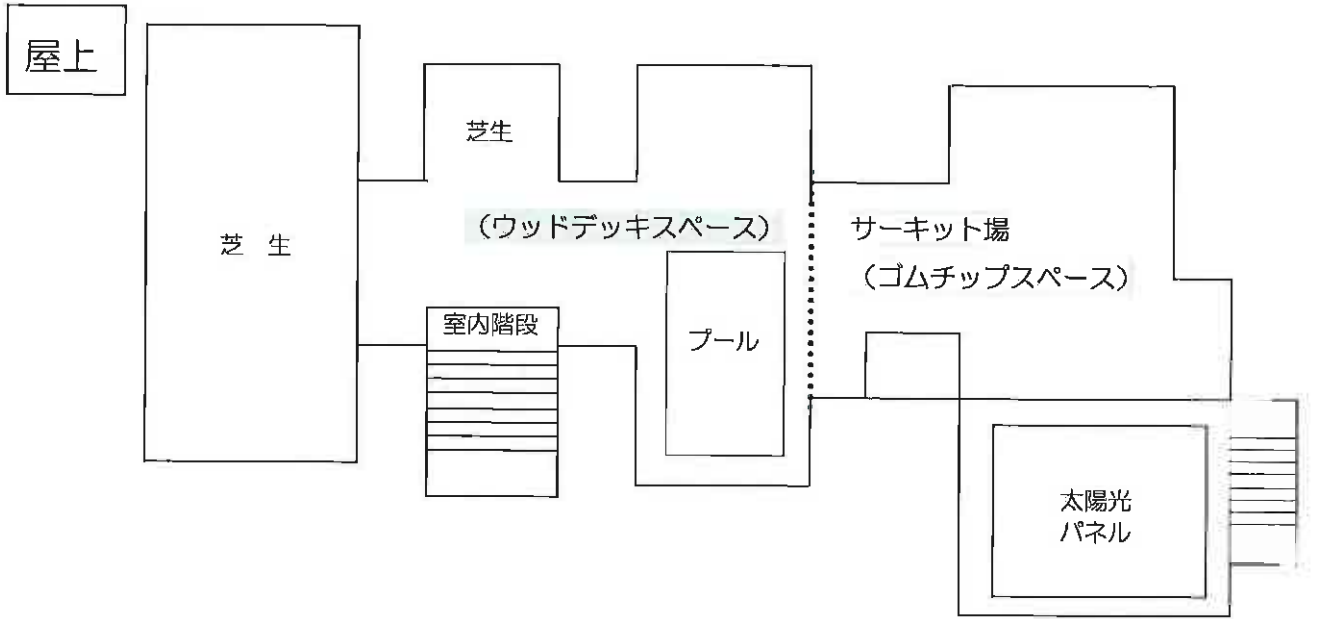 屋上
芝生
芝 生
(ウッドデッキスペース)
サーキット場
(ゴムチップスペース)
室内階段
プール
太陽光
パネル